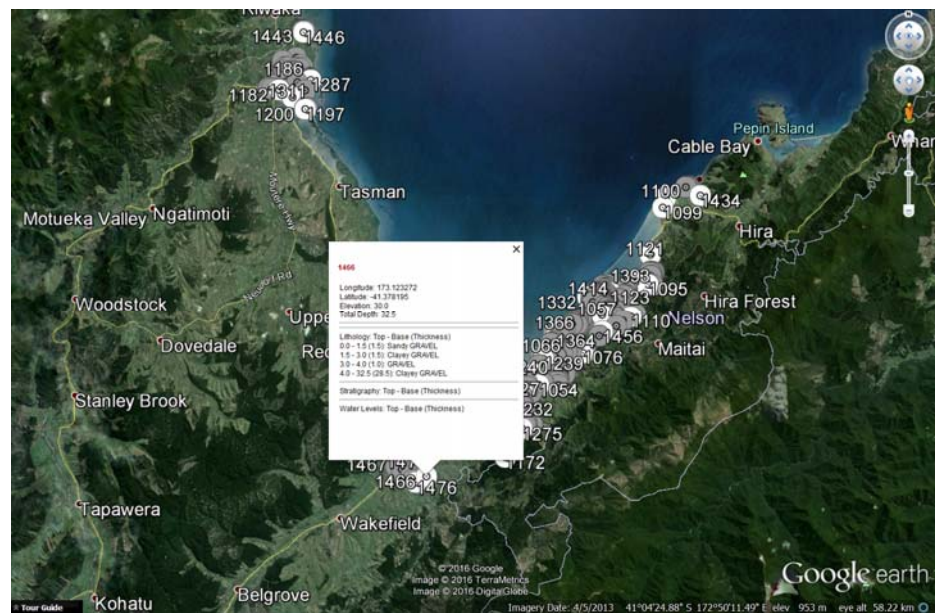 Kiwaka
1443
1446
1186
1287
1182
1311
1200
1197
Pepin Island
Cable Bay
Tasman
1100
1434
1099
Motueka Valley
Ngatimoti
Moutere Hwy
Hira
1121
1393
1414
1095
1332
1123
1057
Hira Forest
Woodstock
1366
1110
Nelson
1456
1364
Maitai
Dovedale
1066
1076
1239
1054
Stanley Brook
1275
1172
1466
Longitude: 173.123272
Latitude: -41.378195
Elevation: 30.0
Total Depth: 32.5
Lithology: Top - Base (Thickness)
0.0 - 1.5 (1.5): Sandy GRAVEL
1.5 - 3.0 (1.5): Clayey GRAVEL
3.0 - 4.0 (1.0): GRAVEL
4.0 - 32.5 (28.5): Clayey GRAVEL
Stratigraphy: Top - Base (Thickness)
Water Levels: Top - Base (Thickness)
1467
1466
1476
Tapawera
Wakefield
© 2016 Google
Image © 2016 TerraMetrics
Image © 2016 DigitalGlobe
Google earth
Kohatu
Belgrove
Tour Guide
Imagery Date: 4/5/2013 41°04'24.88" S 172°50'11.49" E elev 953 m eye alt 58.22 km